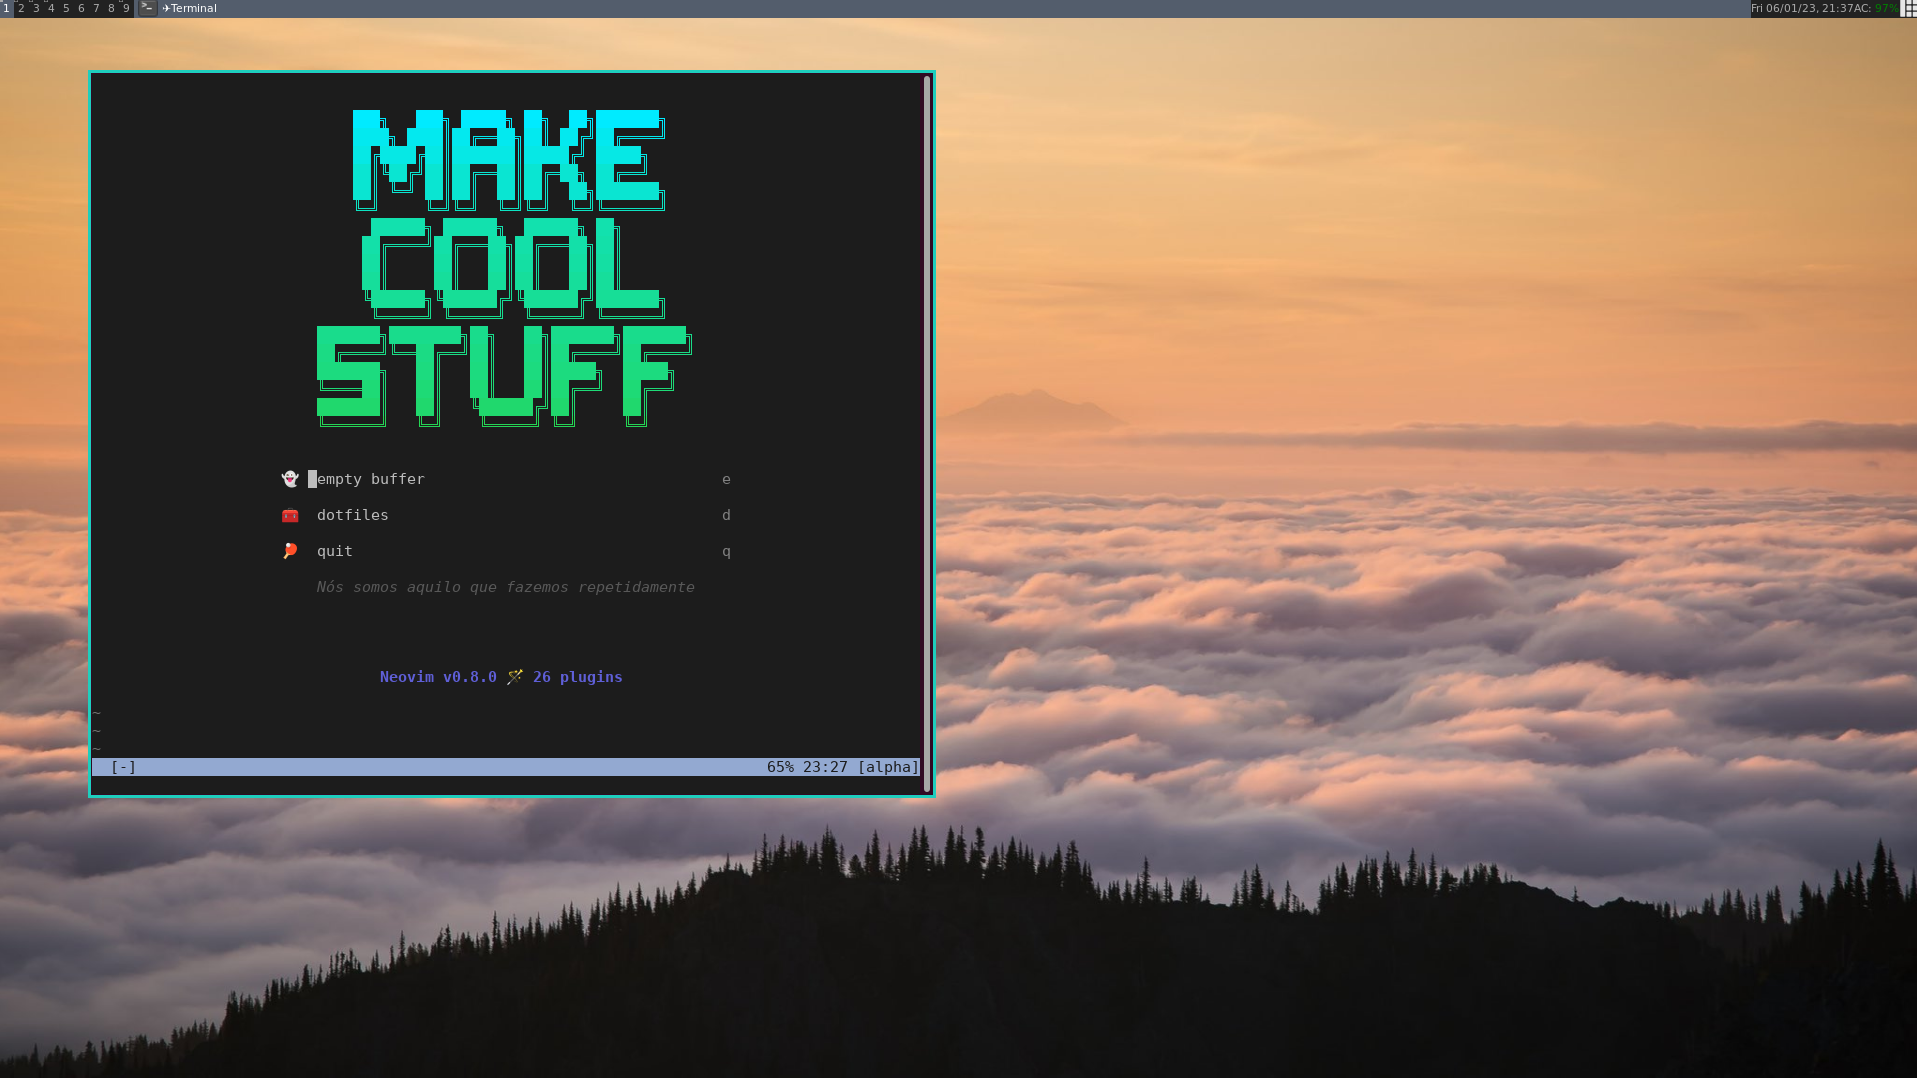 1 2 3 4 5 6 7 8 9 >_ ✈Terminal Fri 06/01/23, 21:37AC: 97%
MAKE
COOL
STUFF
empty buffer e
dotfiles d
quit q
Nós somos aquilo que fazemos repetidamente
Neovim v0.8.0 26 plugins
~
~
~
[-] 65% 23:27 [alpha]